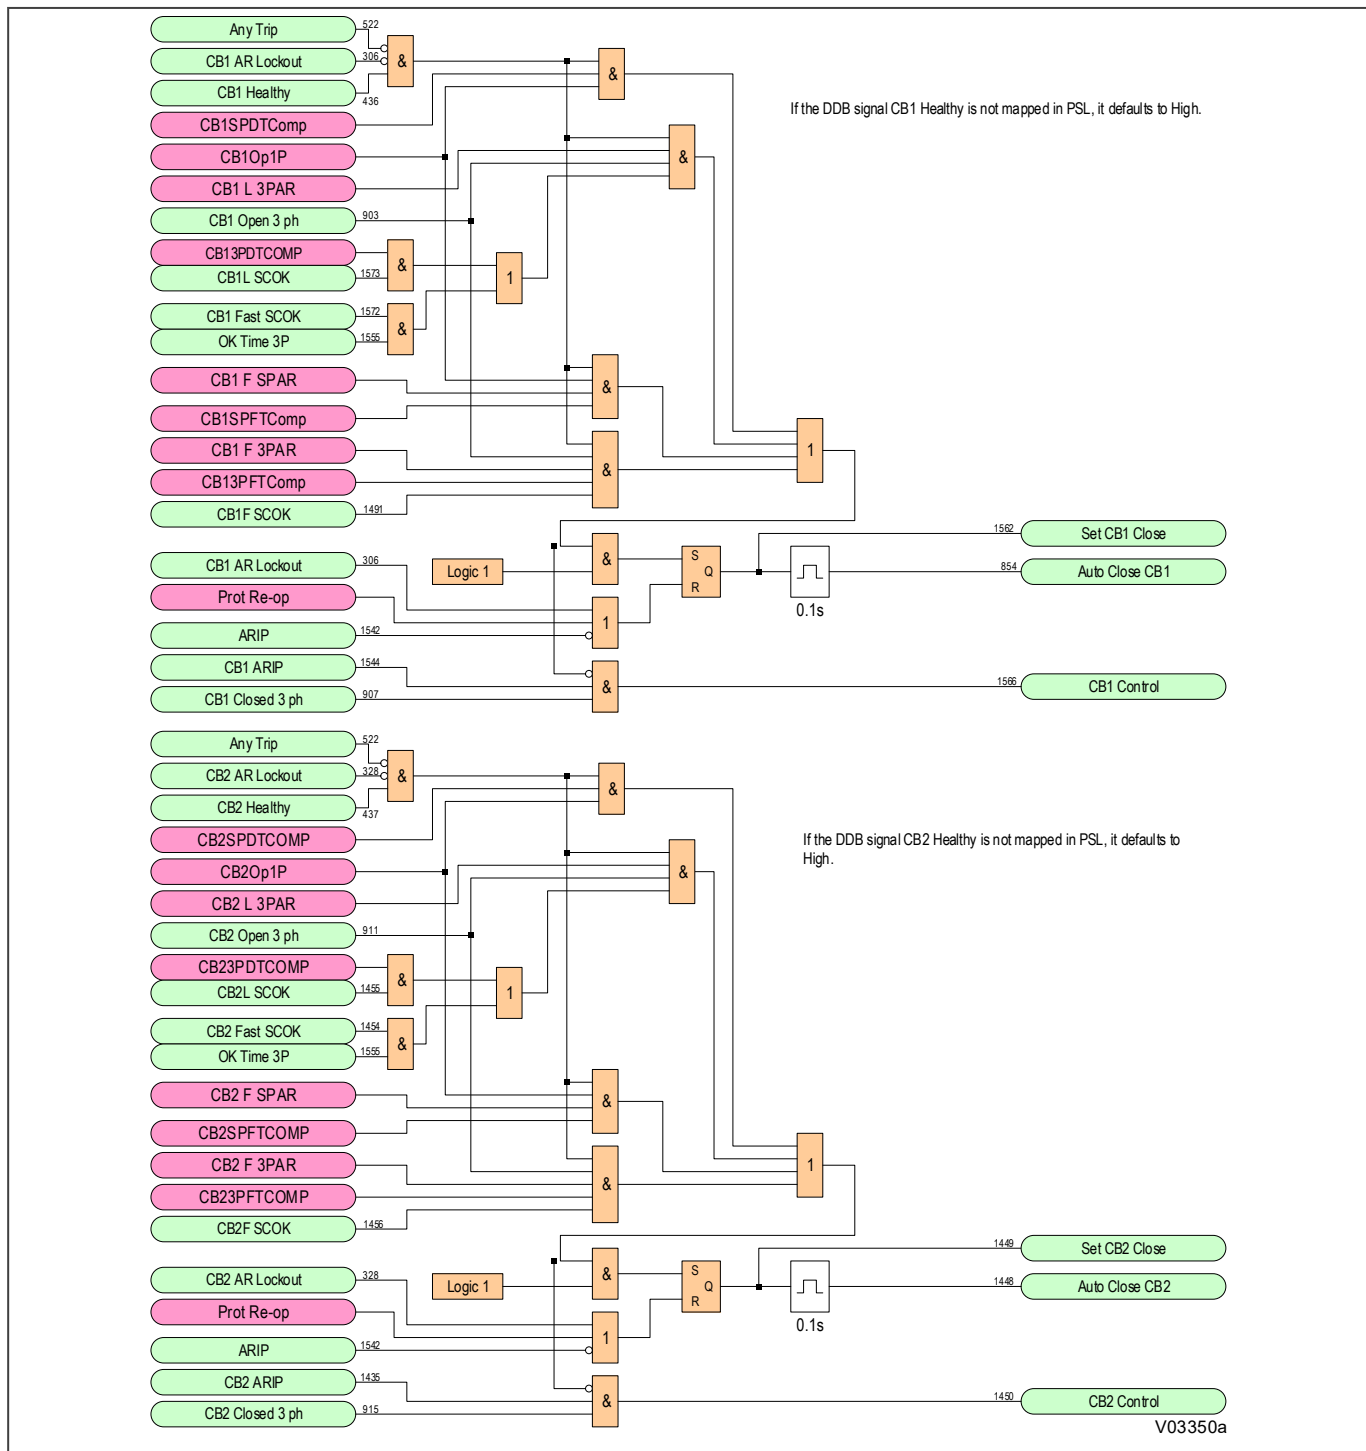 Any Trip
522
CB1 AR Lockout
306
&
CB1 Healthy
436
&
If the DDB signal CB1 Healthy is not mapped in PSL, it defaults to High.
CB1SPDTComp
CB1Op1P
&
CB1 L 3PAR
CB1 Open 3 ph
903
CB13PDTCOMP
&
CB1L SCOK
1573
1
CB1 Fast SCOK
1572
&
OK Time 3P
1555
CB1 F SPAR
&
CB1SPFTComp
CB1 F 3PAR
1
CB13PFTComp
&
CB1F SCOK
1491
1562
Set CB1 Close
CB1 AR Lockout
306
Logic 1
&
S
Q
R
854
Auto Close CB1
Prot Re-op
0.1s
1
ARIP
1542
CB1 ARIP
1544
&
1566
CB1 Control
CB1 Closed 3 ph
907
Any Trip
522
CB2 AR Lockout
328
&
CB2 Healthy
437
&
If the DDB signal CB2 Healthy is not mapped in PSL, it defaults to
High.
CB2SPDTCOMP
CB2Op1P
&
CB2 L 3PAR
CB2 Open 3 ph
911
CB23PDTCOMP
&
CB2L SCOK
1455
1
CB2 Fast SCOK
1454
&
OK Time 3P
1555
CB2 F SPAR
&
CB2SPFTCOMP
CB2 F 3PAR
1
CB23PFTCOMP
&
CB2F SCOK
1456
1449
Set CB2 Close
CB2 AR Lockout
328
Logic 1
&
S
Q
R
1448
Auto Close CB2
Prot Re-op
0.1s
1
ARIP
1542
CB2 ARIP
1435
&
1450
CB2 Control
CB2 Closed 3 ph
915
V03350a